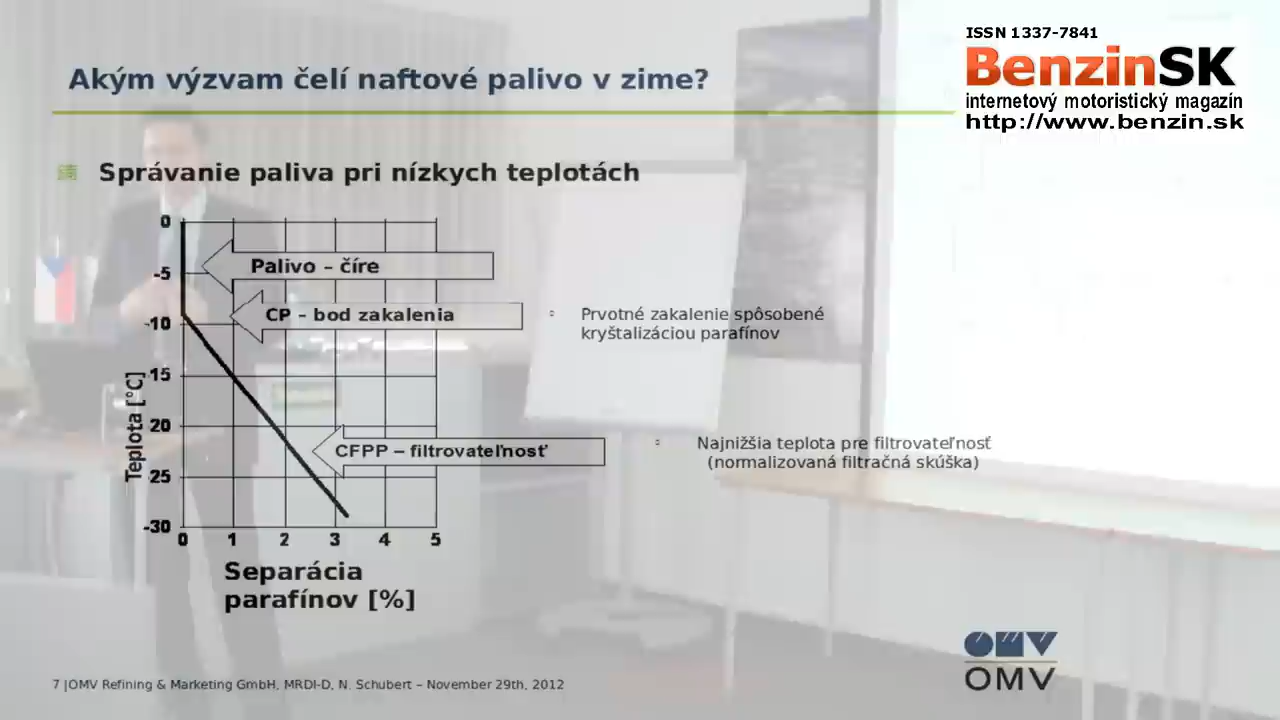 ISSN 1337-7841
BenzinSK
internetový motoristický magazín
http://www.benzin.sk
Akým výzvam čelí naftové palivo v zime?
Správanie paliva pri nízkych teplotách
0
-5
-10
-15
20
-25
-30
Teplota [°C]
Palivo – číre
CP – bod zakalenia
Prvotné zakalenie spôsobené
kryštalizáciou parafínov
CFPP – filtrovateľnosť
Najnižšia teplota pre filtrovateľnosť
(normalizovaná filtračná skúška)
0 1 2 3 4 5
Separácia
parafínov [%]
7 |OMV Refining & Marketing GmbH, MRDI-D, N. Schubert – November 29th, 2012
OMV
OMV